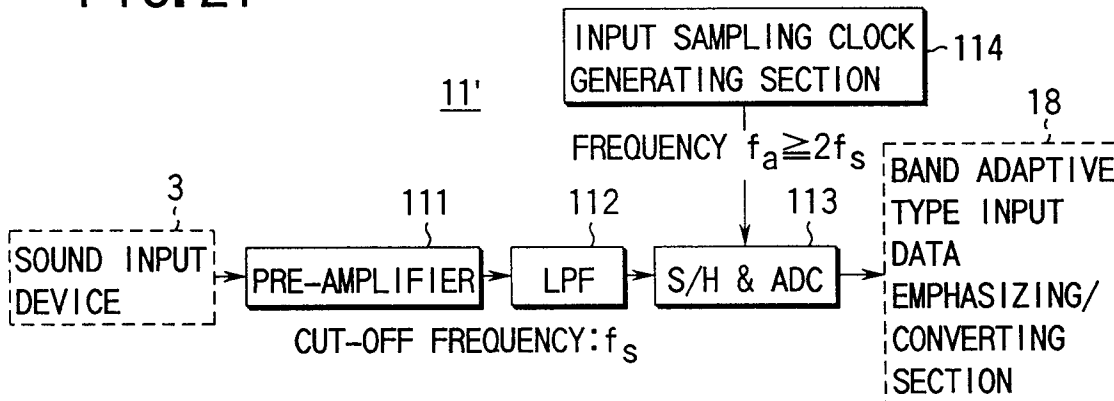 INPUT SAMPLING CLOCK
GENERATING SECTION
114
11'
18
FREQUENCY fₐ≧2fₛ
3
111
112
113
SOUND INPUT
DEVICE
PRE-AMPLIFIER
LPF
S/H & ADC
BAND ADAPTIVE
TYPE INPUT
DATA
EMPHASIZING/
CONVERTING
SECTION
CUT-OFF FREQUENCY:fₛ